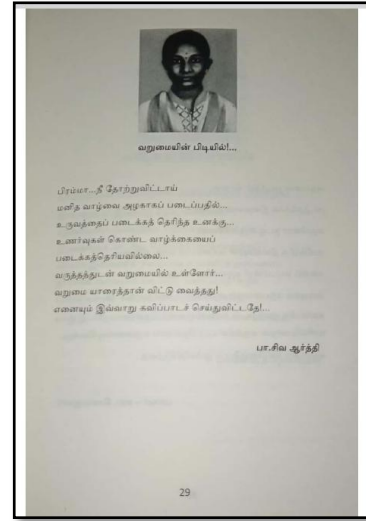 வறுமையின் பிடியில்!...
பிரம்மா...நீ தோற்றுவிட்டாய்
மனித வாழ்வை அழகாகப் படைப்பதில்...
உருவத்தைப் படைக்கத் தெரிந்த உனக்கு...
உணர்வுகள் கொண்ட வாழ்க்கையைப்
படைக்கத்தெரியவில்லை...
வருத்தத்துடன் வறுமையில் உள்ளோர்...
வறுமை யாரைத்தான் விட்டு வைத்தது!
எனையும் இவ்வாறு கவிப்பாடச் செய்துவிட்டதே!..
பா.சிவ ஆர்த்தி
29